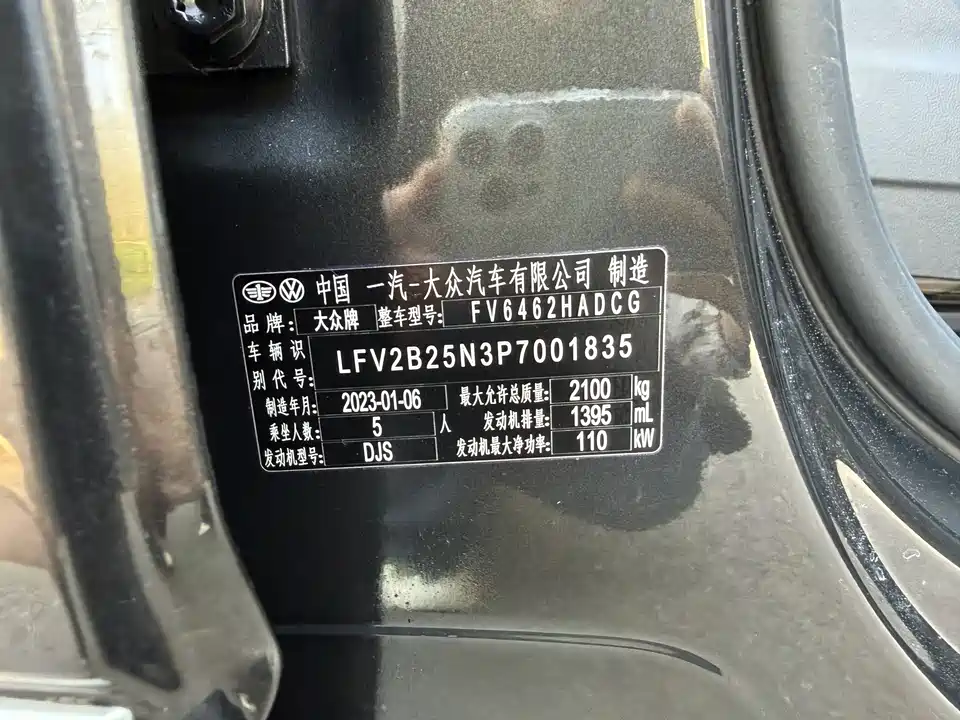 中国 一汽-大众汽车有限公司 制造
品牌: 大众牌 整车型号: FV6462HADCG
车辆识别代号: LFV2B25N3P7001835
制造年月: 2023-01-06 最大允许总质量: 2100 kg
乘坐人数: 5 人 发动机排量: 1395 mL
发动机型号: DJS 发动机最大净功率: 110 kW